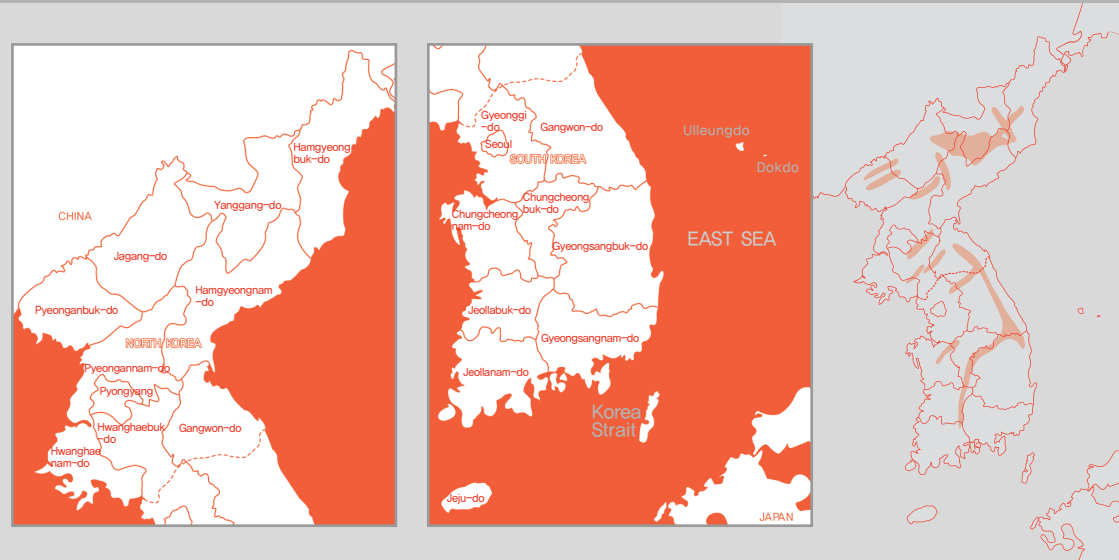 Hamgyeong
buk-do
Yanggang-do
CHINA
Jagang-do
Hamgyeongnam
-do
Pyeonganbuk-do
NORTH KOREA
Pyeongannam-do
Pyongyang
Hwanghaebuk
-do
Gangwon-do
Hwanghae
nam-do
Gyeonggi
-do
Gangwon-do
Seoul
SOUTH KOREA
Ulleungdo
Dokdo
Chungcheong
buk-do
Chungcheong
nam-do
EAST SEA
Gyeongsangbuk-do
Jeollabuk-do
Gyeongsangnam-do
Jeollanam-do
Korea
Strait
Jeju-do
JAPAN